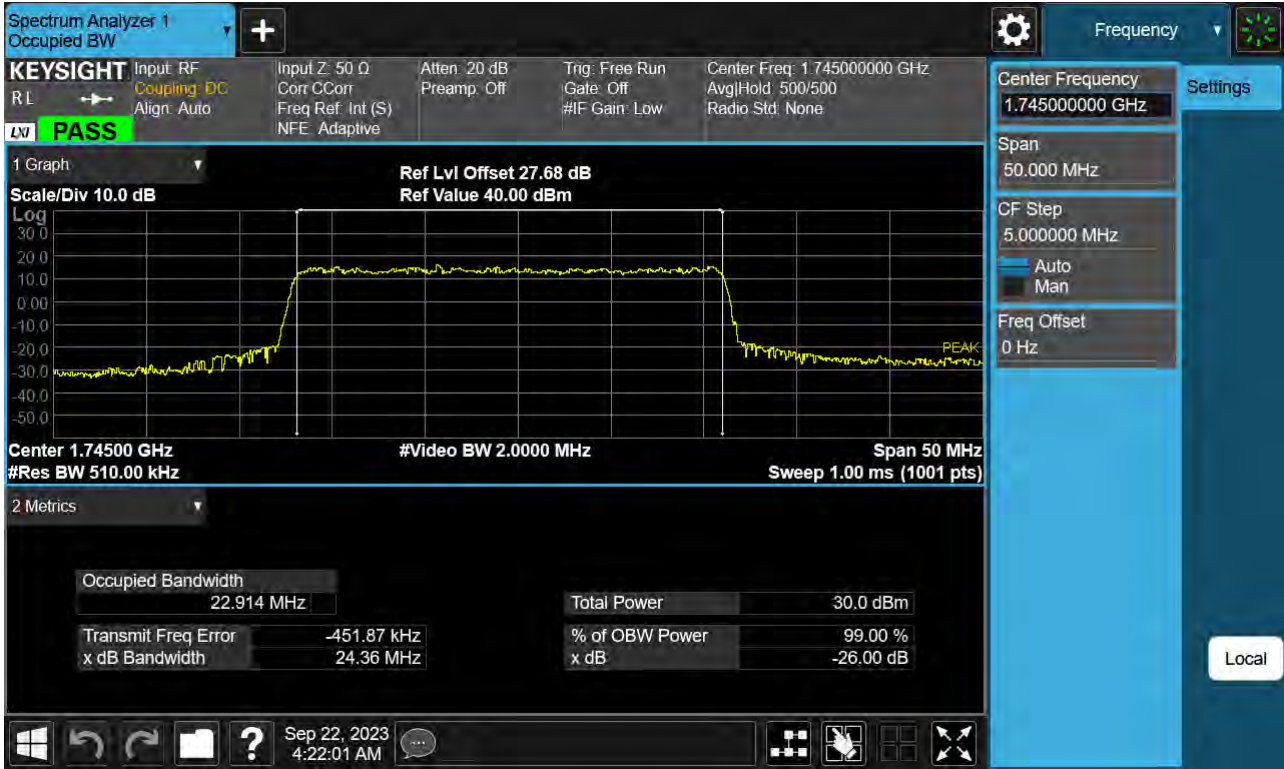 Spectrum Analyzer 1
Occupied BW
Frequency
KEYSIGHT
R L
LXI
PASS
Input: RF
Coupling: DC
Align: Auto
Input Z: 50 Ω
Corr CCorr
Freq Ref: Int (S)
NFE: Adaptive
Atten: 20 dB
Preamp: Off
Trig: Free Run
Gate: Off
#IF Gain: Low
Center Freq: 1.745000000 GHz
Avg|Hold: 500/500
Radio Std: None
1 Graph
Scale/Div 10.0 dB
Ref Lvl Offset 27.68 dB
Ref Value 40.00 dBm
Log
30.0
20.0
10.0
0.00
-10.0
-20.0
-30.0
-40.0
-50.0
PEAK
Center 1.74500 GHz
#Res BW 510.00 kHz
#Video BW 2.0000 MHz
Span 50 MHz
Sweep 1.00 ms (1001 pts)
2 Metrics
Occupied Bandwidth
22.914 MHz
Transmit Freq Error -451.87 kHz
x dB Bandwidth 24.36 MHz
Total Power 30.0 dBm
% of OBW Power 99.00 %
x dB -26.00 dB
Center Frequency
1.745000000 GHz
Span
50.000 MHz
CF Step
5.000000 MHz
Auto
Man
Freq Offset
0 Hz
Settings
Local
?
Sep 22, 2023
4:22:01 AM